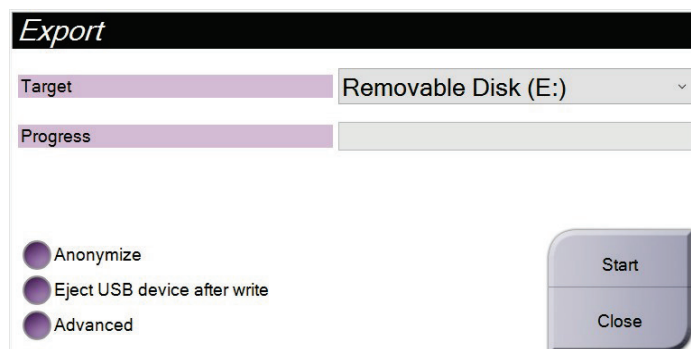 Export
Target
Removable Disk (E:)
Progress
Anonymize
Eject USB device after write
Advanced
Start
Close